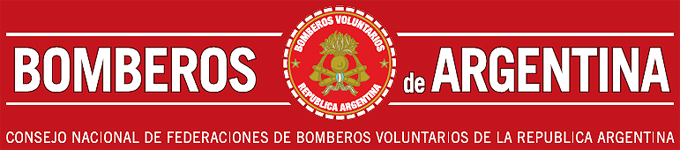 BOMBEROS de ARGENTINA
BOMBEROS VOLUNTARIOS
REPUBLICA ARGENTINA
CONSEJO NACIONAL DE FEDERACIONES DE BOMBEROS VOLUNTARIOS DE LA REPUBLICA ARGENTINA